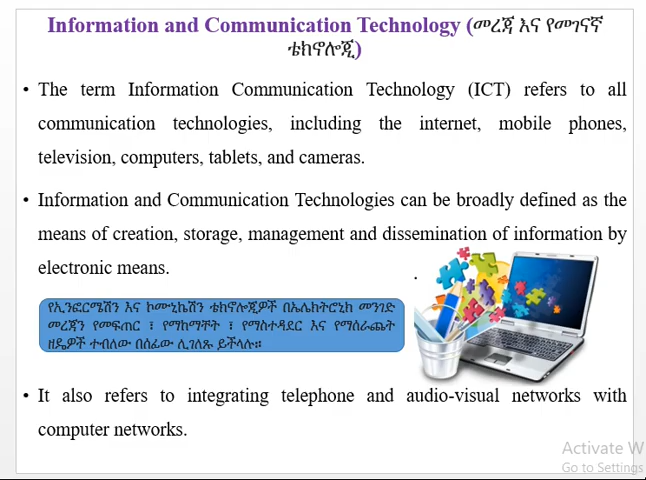 Information and Communication Technology (መረጃ እና የመገናኛ
ቴክኖሎጂ)
• The term Information Communication Technology (ICT) refers to all
communication technologies, including the internet, mobile phones,
television, computers, tablets, and cameras.
• Information and Communication Technologies can be broadly defined as the
means of creation, storage, management and dissemination of information by
electronic means.
የኢንፎርሜሽን እና ኮሙኒኬሽን ቴክኖሎጂዎች በኤሌክትሮኒክ መንገድ
መረጃን የመፍጠር ፣ የማከማቸት ፣ የማስተዳደር እና የማሰራጨት
ዘዴዎች ተብለው በሰፊው ሊገለጹ ይችላሉ።
• It also refers to integrating telephone and audio-visual networks with
computer networks.
Activate W
Go to Settings